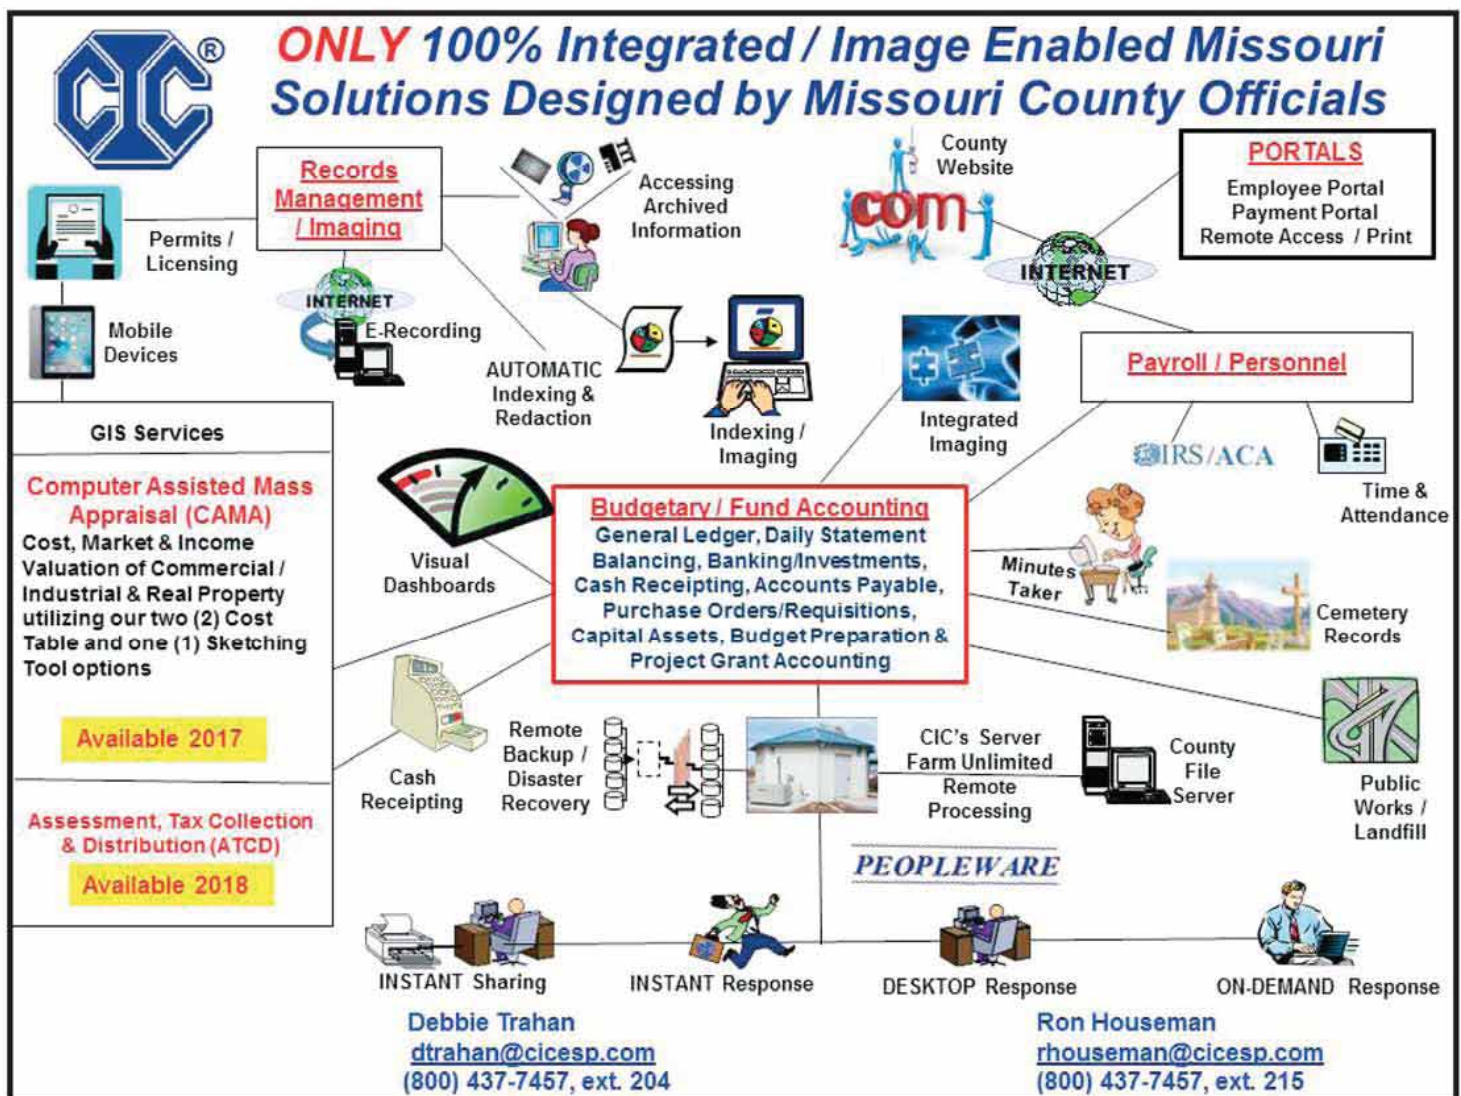 CIC®
ONLY 100% Integrated / Image Enabled Missouri
Solutions Designed by Missouri County Officials
Records
Management
/ Imaging
Permits /
Licensing
Mobile
Devices
INTERNET
E-Recording
Accessing
Archived
Information
AUTOMATIC
Indexing &
Redaction
Indexing /
Imaging
County
Website
com
INTERNET
PORTALS
Employee Portal
Payment Portal
Remote Access / Print
Integrated
Imaging
Payroll / Personnel
IRS/ACA
Time &
Attendance
GIS Services
Computer Assisted Mass
Appraisal (CAMA)
Cost, Market & Income
Valuation of Commercial /
Industrial & Real Property
utilizing our two (2) Cost
Table and one (1) Sketching
Tool options
Available 2017
Assessment, Tax Collection
& Distribution (ATCD)
Available 2018
Visual
Dashboards
Budgetary / Fund Accounting
General Ledger, Daily Statement
Balancing, Banking/Investments,
Cash Receipting, Accounts Payable,
Purchase Orders/Requisitions,
Capital Assets, Budget Preparation &
Project Grant Accounting
Minutes
Taker
Cemetery
Records
Cash
Receipting
Remote
Backup /
Disaster
Recovery
CIC's Server
Farm Unlimited
Remote
Processing
County
File
Server
Public
Works /
Landfill
PEOPLEWARE
INSTANT Sharing
INSTANT Response
DESKTOP Response
ON-DEMAND Response
Debbie Trahan
dtrahan@cicesp.com
(800) 437-7457, ext. 204
Ron Houseman
rhouseman@cicesp.com
(800) 437-7457, ext. 215